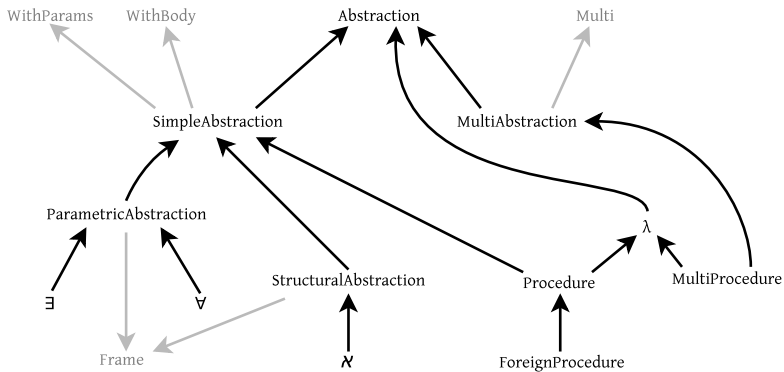 WithParams
WithBody
Abstraction
Multi
SimpleAbstraction
MultiAbstraction
ParametricAbstraction
λ
StructuralAbstraction
Procedure
MultiProcedure
∃
∀
Frame
א
ForeignProcedure